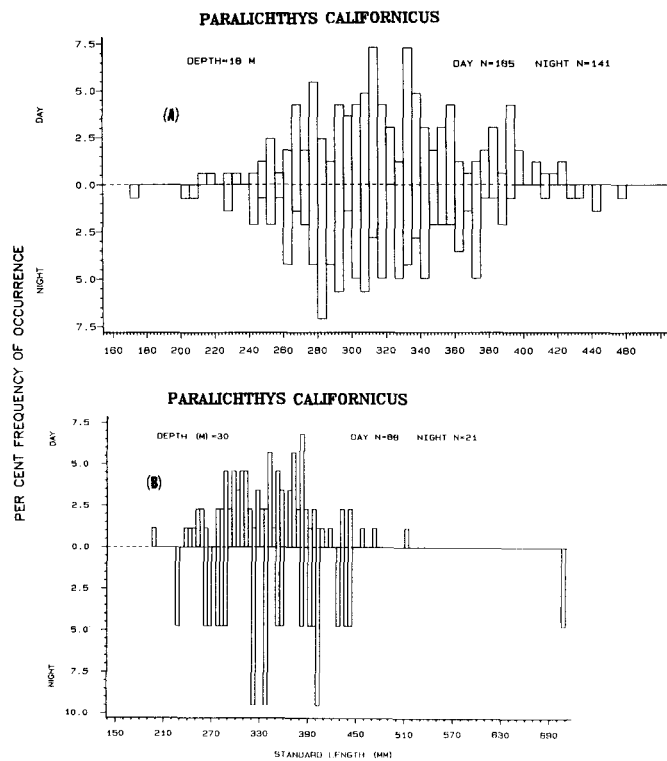 PARALICHTHYS CALIFORNICUS
DEPTH=18 M
DAY N=165 NIGHT N=141
(A)
DAY
NIGHT
7.5
5.0
2.5
0.0
2.5
5.0
7.5
160 180 200 220 240 260 280 300 320 340 360 380 400 420 440 480
PER CENT FREQUENCY OF OCCURRENCE
PARALICHTHYS CALIFORNICUS
DEPTH (M)=30
DAY N=88 NIGHT N=21
(B)
DAY
NIGHT
7.5
5.0
2.5
0.0
2.5
5.0
7.5
10.0
150 210 270 330 390 450 510 570 630 690
STANDARD LENGTH (MM)